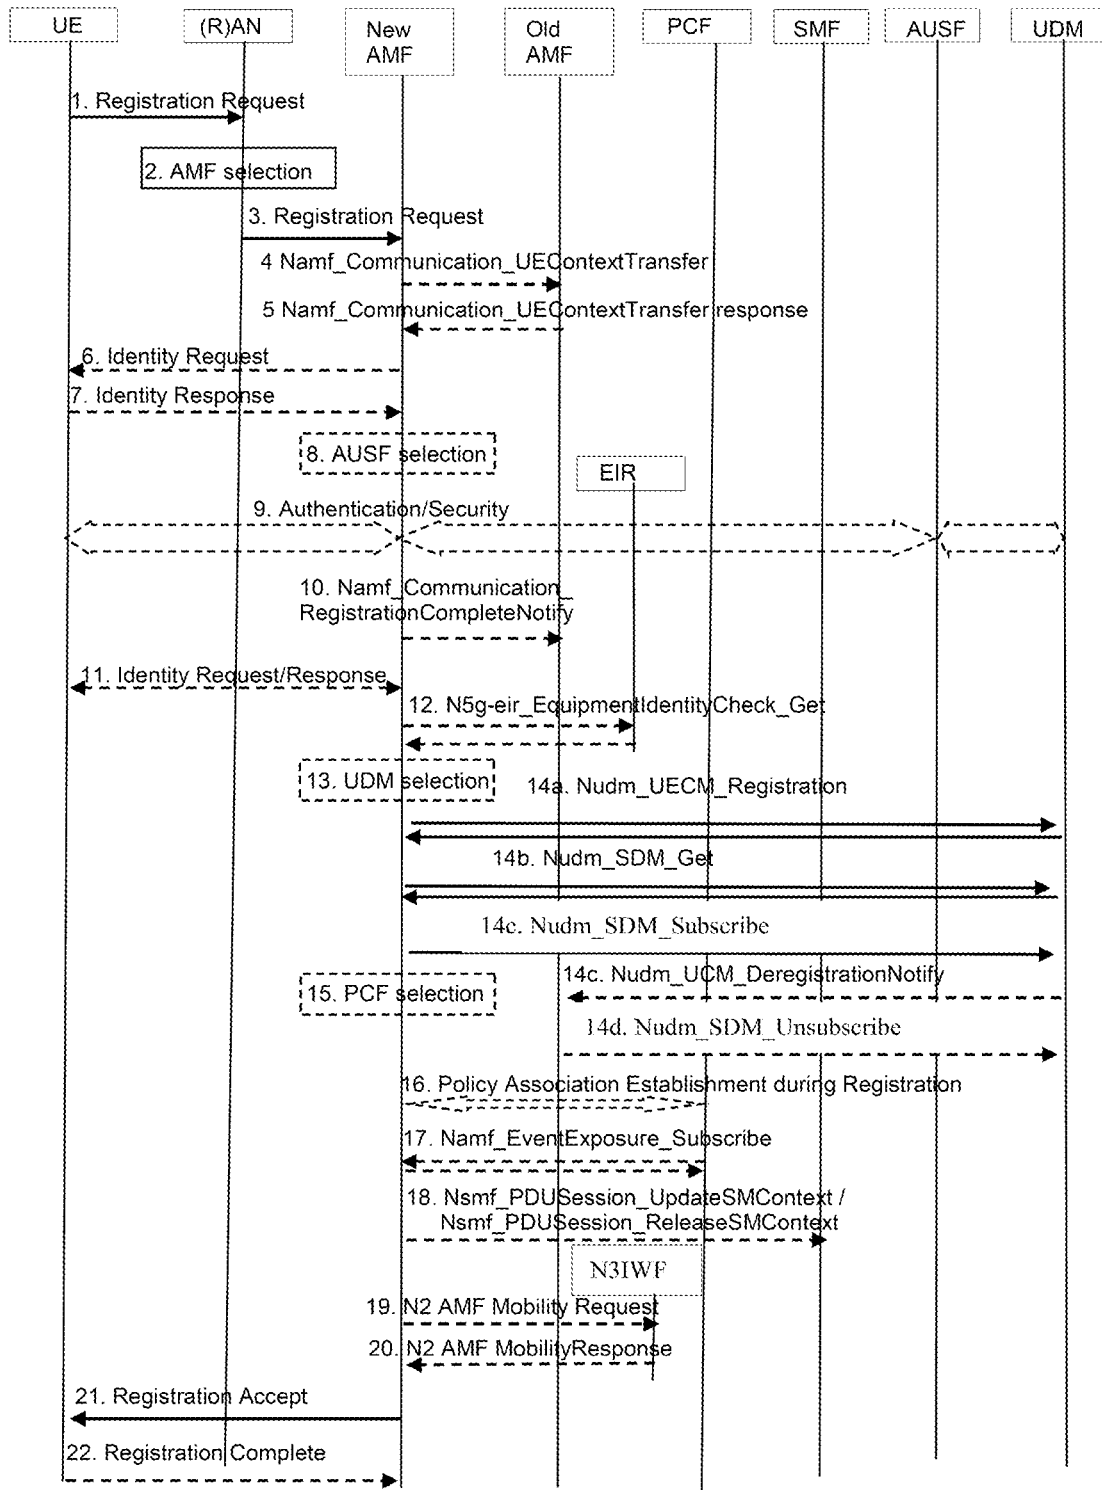 UE
(R)AN
New
AMF
Old
AMF
PCF
SMF
AUSF
UDM
1. Registration Request
2. AMF selection
3. Registration Request
4 Namf_Communication_UEContextTransfer
5 Namf_Communication_UEContextTransfer response
6. Identity Request
7. Identity Response
8. AUSF selection
EIR
9. Authentication/Security
10. Namf_Communication_
RegistrationCompleteNotify
11. Identity Request/Response
12. N5g-eir_EquipmentIdentityCheck_Get
13. UDM selection
14a. Nudm_UECM_Registration
14b. Nudm_SDM_Get
14c. Nudm_SDM_Subscribe
14c. Nudm_UCM_DeregistrationNotify
15. PCF selection
14d. Nudm_SDM_Unsubscribe
16. Policy Association Establishment during Registration
17. Namf_EventExposure_Subscribe
18. Nsmf_PDUSession_UpdateSMContext /
Nsmf_PDUSession_ReleaseSMContext
N3IWF
19. N2 AMF Mobility Request
20. N2 AMF MobilityResponse
21. Registration Accept
22. Registration Complete